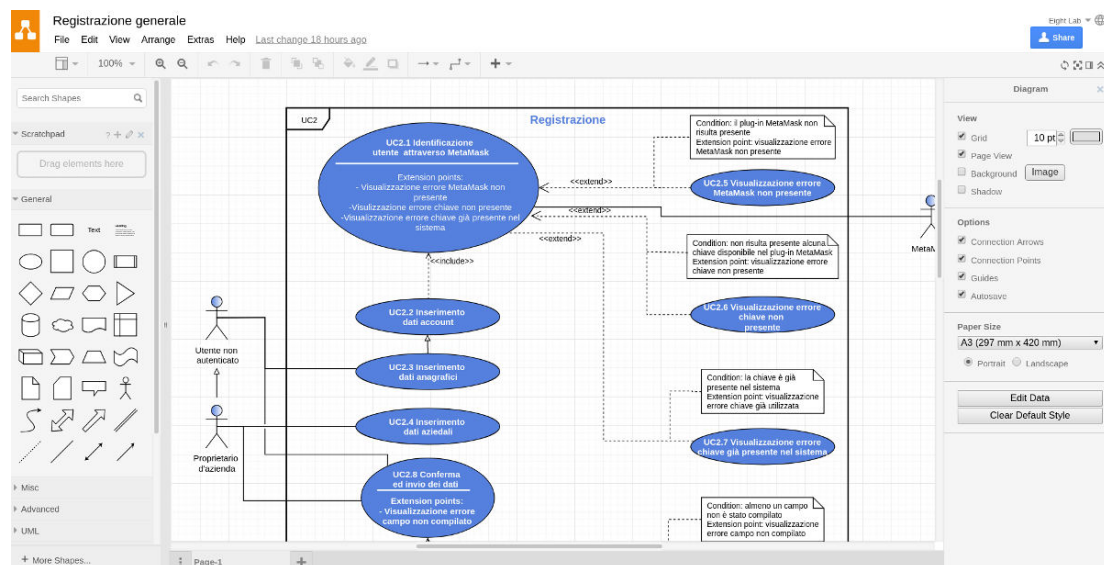 Registrazione generale
File Edit View Arrange Extras Help Last change 18 hours ago
Eight Lab
Share
100%
Search Shapes
Scratchpad
?
Drag elements here
General
Text
Misc
Advanced
UML
+ More Shapes...
UC2
Registrazione
UC2.1 Identificazione
utente attraverso MetaMask
Extension points:
- Visualizzazione errore MetaMask non
presente
-Visulizzazione errore chiave non presente
-Visualizzazione errore chiave già presente nel
sistema
<<extend>>
<<extend>>
<<extend>>
<<include>>
Condition: il plug-in MetaMask non
risulta presente
Extension point: visualizzazione errore
MetaMask non presente
UC2.5 Visualizzazione errore
MetaMask non presente
MetaM
Condition: non risulta presente alcuna
chiave disponibile nel plug-in MetaMask
Extension point: visualizzazione errore
chiave non presente
UC2.6 Visualizzazione errore
chiave non
presente
Condition: la chiave è già
presente nel sistema
Extension point: visualizzazione
errore chiave già utilizzata
UC2.7 Visualizzazione errore
chiave già presente nel sistema
Condition: almeno un campo
non è stato compilato
Extension point: visualizzazione
errore campo non compilato
UC2.2 Inserimento
dati account
UC2.3 Inserimento
dati anagrafici
UC2.4 Inserimento
dati aziedali
UC2.8 Conferma
ed invio dei dati
Extension points:
- Visualizzazione errore
campo non compilato
Utente non
autenticato
Proprietario
d'azienda
Page-1
Diagram
View
Grid 10 pt
Page View
Background Image
Shadow
Options
Connection Arrows
Connection Points
Guides
Autosave
Paper Size
A3 (297 mm x 420 mm)
Portrait Landscape
Edit Data
Clear Default Style